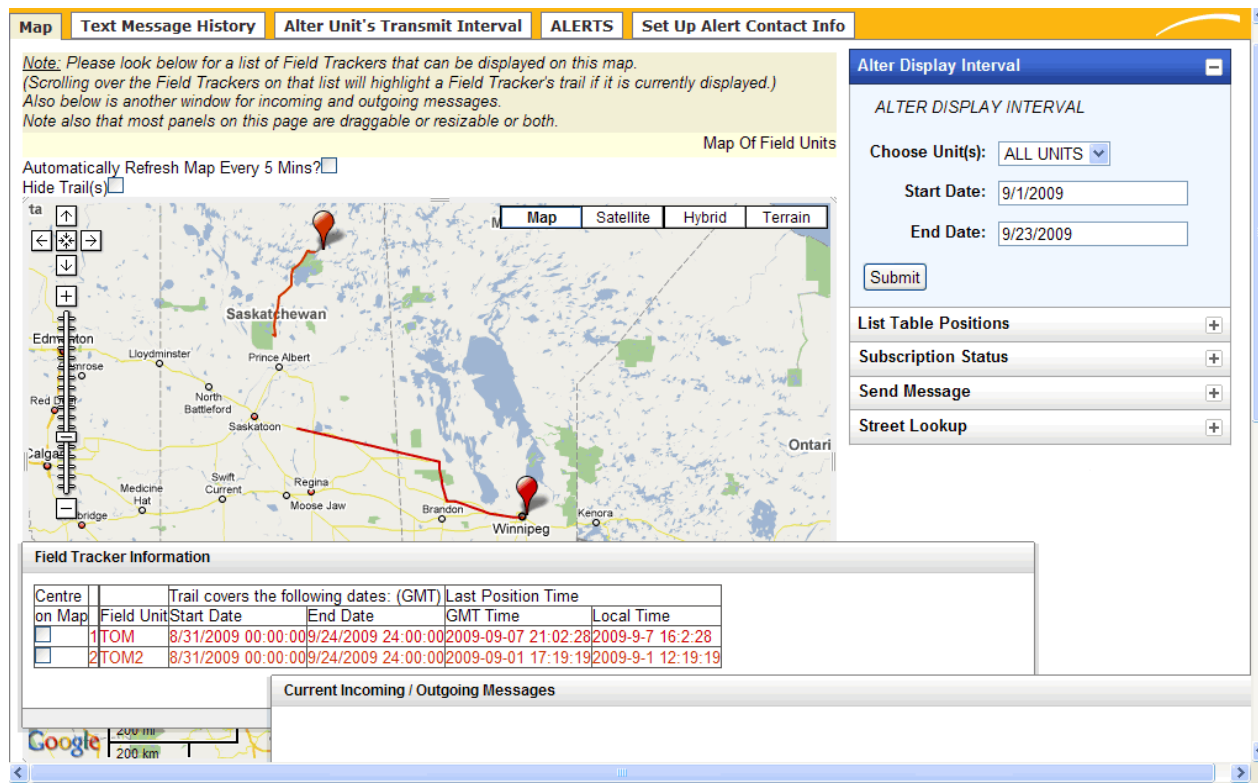 Map Text Message History Alter Unit's Transmit Interval ALERTS Set Up Alert Contact Info
Note: Please look below for a list of Field Trackers that can be displayed on this map.
(Scrolling over the Field Trackers on that list will highlight a Field Tracker's trail if it is currently displayed.)
Also below is another window for incoming and outgoing messages.
Note also that most panels on this page are draggable or resizable or both.
Map Of Field Units
Automatically Refresh Map Every 5 Mins?
Hide Trail(s)
ta
Map Satellite Hybrid Terrain
Saskatchewan
Lloydminster
Prince Albert
North
Battleford
Saskatoon
Ontari
Swift
Current
Regina
Moose Jaw
Medicine
Hat
Brandon
Winnipeg
Kenora
Alter Display Interval
ALTER DISPLAY INTERVAL
Choose Unit(s): ALL UNITS
Start Date: 9/1/2009
End Date: 9/23/2009
Submit
List Table Positions
Subscription Status
Send Message
Street Lookup
Field Tracker Information
Centre Trail covers the following dates: (GMT) Last Position Time
on Map Field Unit Start Date End Date GMT Time Local Time
1 TOM 8/31/2009 00:00:00 9/24/2009 24:00:00 2009-09-07 21:02:28 2009-9-7 16:2:28
2 TOM2 8/31/2009 00:00:00 9/24/2009 24:00:00 2009-09-01 17:19:19 2009-9-1 12:19:19
Current Incoming / Outgoing Messages
Google
200 mi
200 km